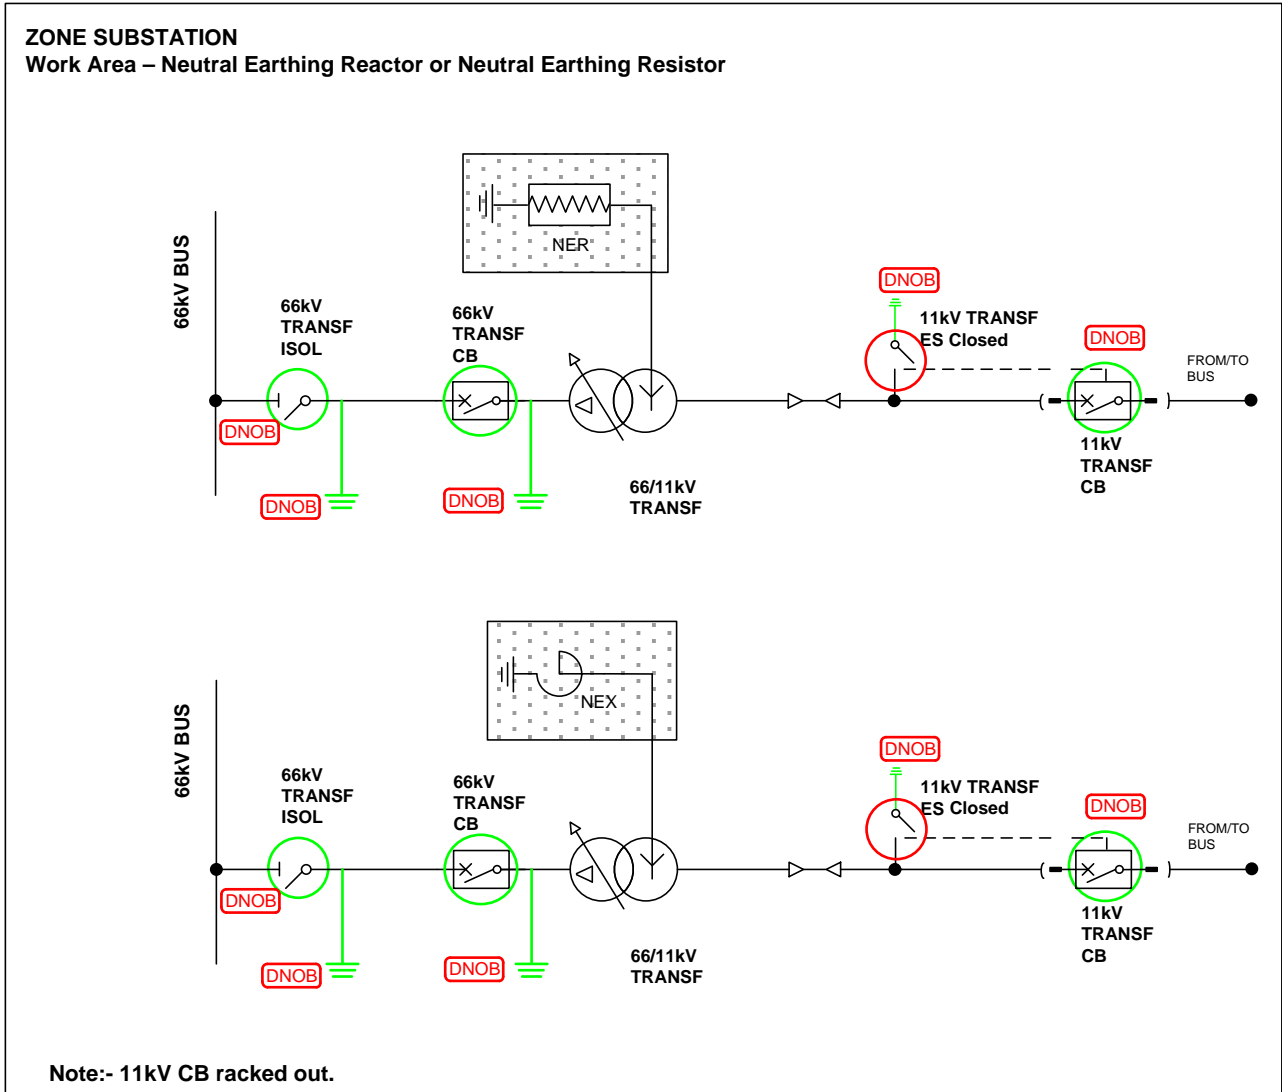 ZONE SUBSTATION
Work Area – Neutral Earthing Reactor or Neutral Earthing Resistor
NER
66kV BUS
66kV
TRANSF
ISOL
66kV
TRANSF
CB
DNOB
11kV TRANSF
ES Closed
DNOB
FROM/TO
BUS
DNOB
DNOB
DNOB
66/11kV
TRANSF
11kV
TRANSF
CB
NEX
66kV BUS
66kV
TRANSF
ISOL
66kV
TRANSF
CB
DNOB
11kV TRANSF
ES Closed
DNOB
FROM/TO
BUS
DNOB
DNOB
DNOB
66/11kV
TRANSF
11kV
TRANSF
CB
Note:- 11kV CB racked out.